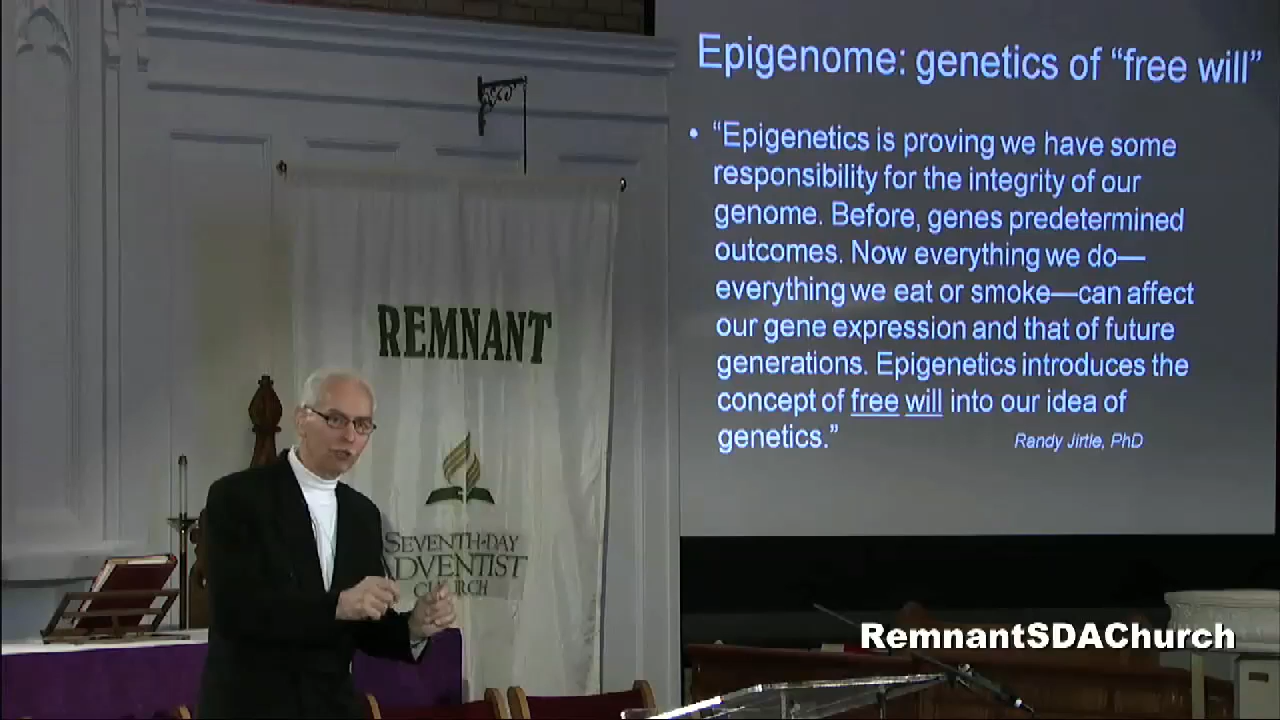 Epigenome: genetics of “free will”
• “Epigenetics is proving we have some
responsibility for the integrity of our
genome. Before, genes predetermined
outcomes. Now everything we do—
everything we eat or smoke—can affect
our gene expression and that of future
generations. Epigenetics introduces the
concept of free will into our idea of
genetics.”
Randy Jirtle, PhD
REMNANT
SEVENTH-DAY
ADVENTIST
CHURCH
RemnantSDAChurch